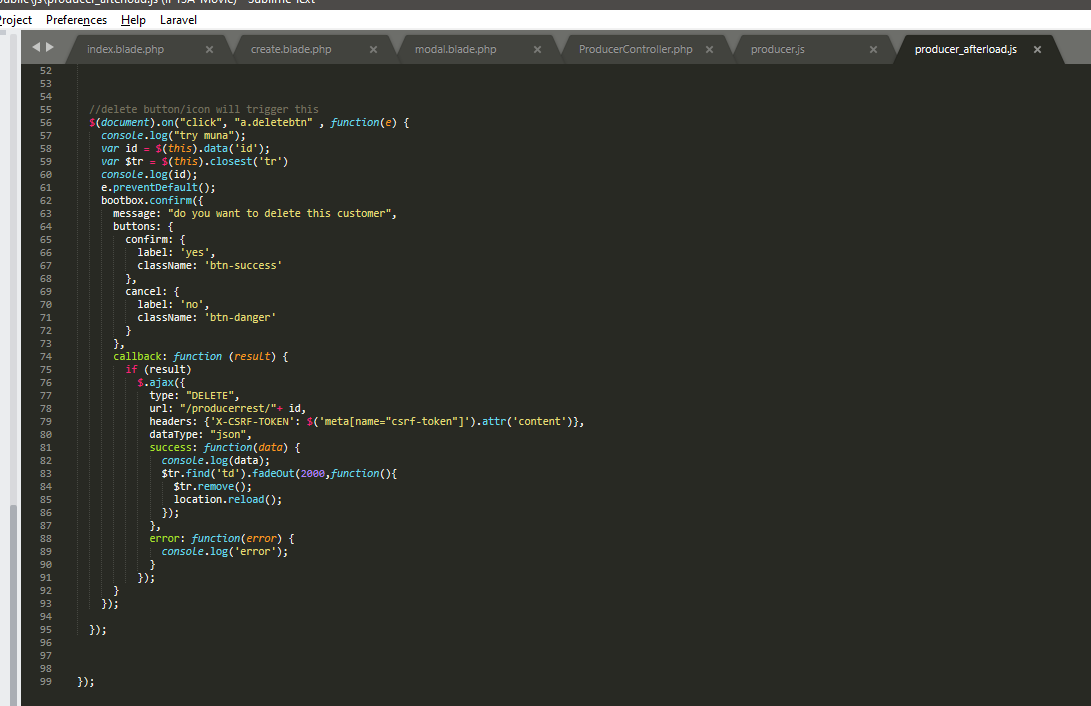 Project Preferences Help Laravel
index.blade.php × create.blade.php × modal.blade.php × ProducerController.php × producer.js × producer_afterload.js ×
52
53
54
55 //delete button/icon will trigger this
56 $(document).on("click", "a.deletebtn" , function(e) {
57 console.log("try muna");
58 var id = $(this).data('id');
59 var $tr = $(this).closest('tr')
60 console.log(id);
61 e.preventDefault();
62 bootbox.confirm({
63 message: "do you want to delete this customer",
64 buttons: {
65 confirm: {
66 label: 'yes',
67 className: 'btn-success'
68 },
69 cancel: {
70 label: 'no',
71 className: 'btn-danger'
72 }
73 },
74 callback: function (result) {
75 if (result)
76 $.ajax({
77 type: "DELETE",
78 url: "/producerrest/"+ id,
79 headers: {'X-CSRF-TOKEN': $('meta[name="csrf-token"]').attr('content')},
80 dataType: "json",
81 success: function(data) {
82 console.log(data);
83 $tr.find('td').fadeOut(2000,function(){
84 $tr.remove();
85 location.reload();
86 });
87 },
88 error: function(error) {
89 console.log('error');
90 }
91 });
92 }
93 });
94
95 });
96
97
98
99 });